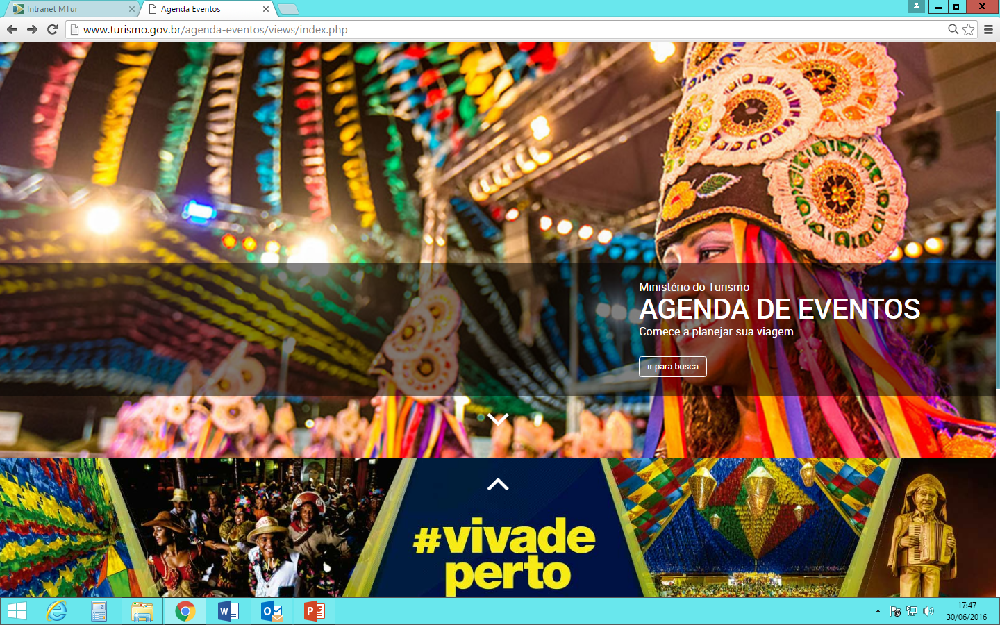 Intranet MTur
Agenda Eventos
www.turismo.gov.br/agenda-eventos/views/index.php
Ministério do Turismo
AGENDA DE EVENTOS
Comece a planejar sua viagem
ir para busca
#vivade
perto
17:47
30/06/2016